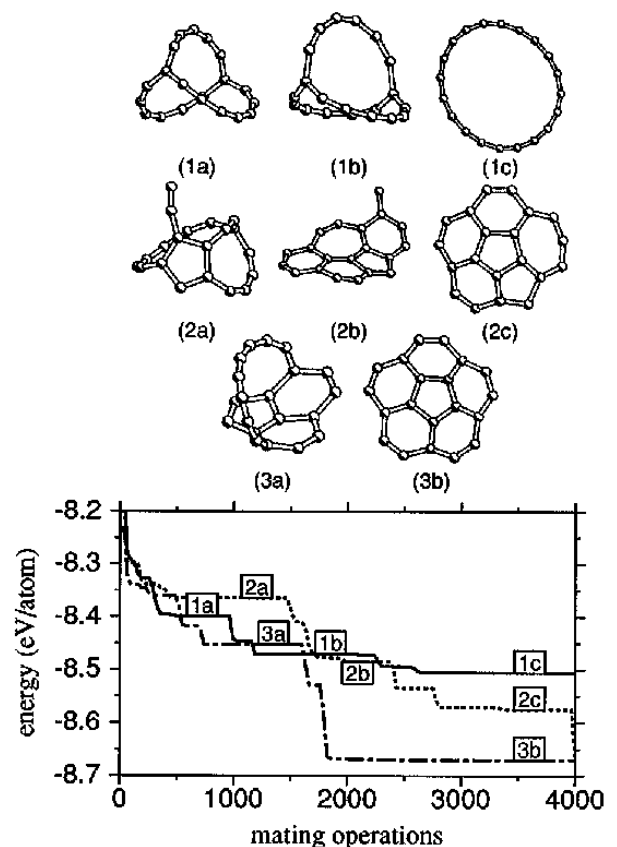 (1a) (1b) (1c)
(2a) (2b) (2c)
(3a) (3b)
-8.2
-8.3
-8.4
-8.5
-8.6
-8.7
energy (eV/atom)
2a
1a
3a
1b
1c
2b
2c
3b
0 1000 2000 3000 4000
mating operations